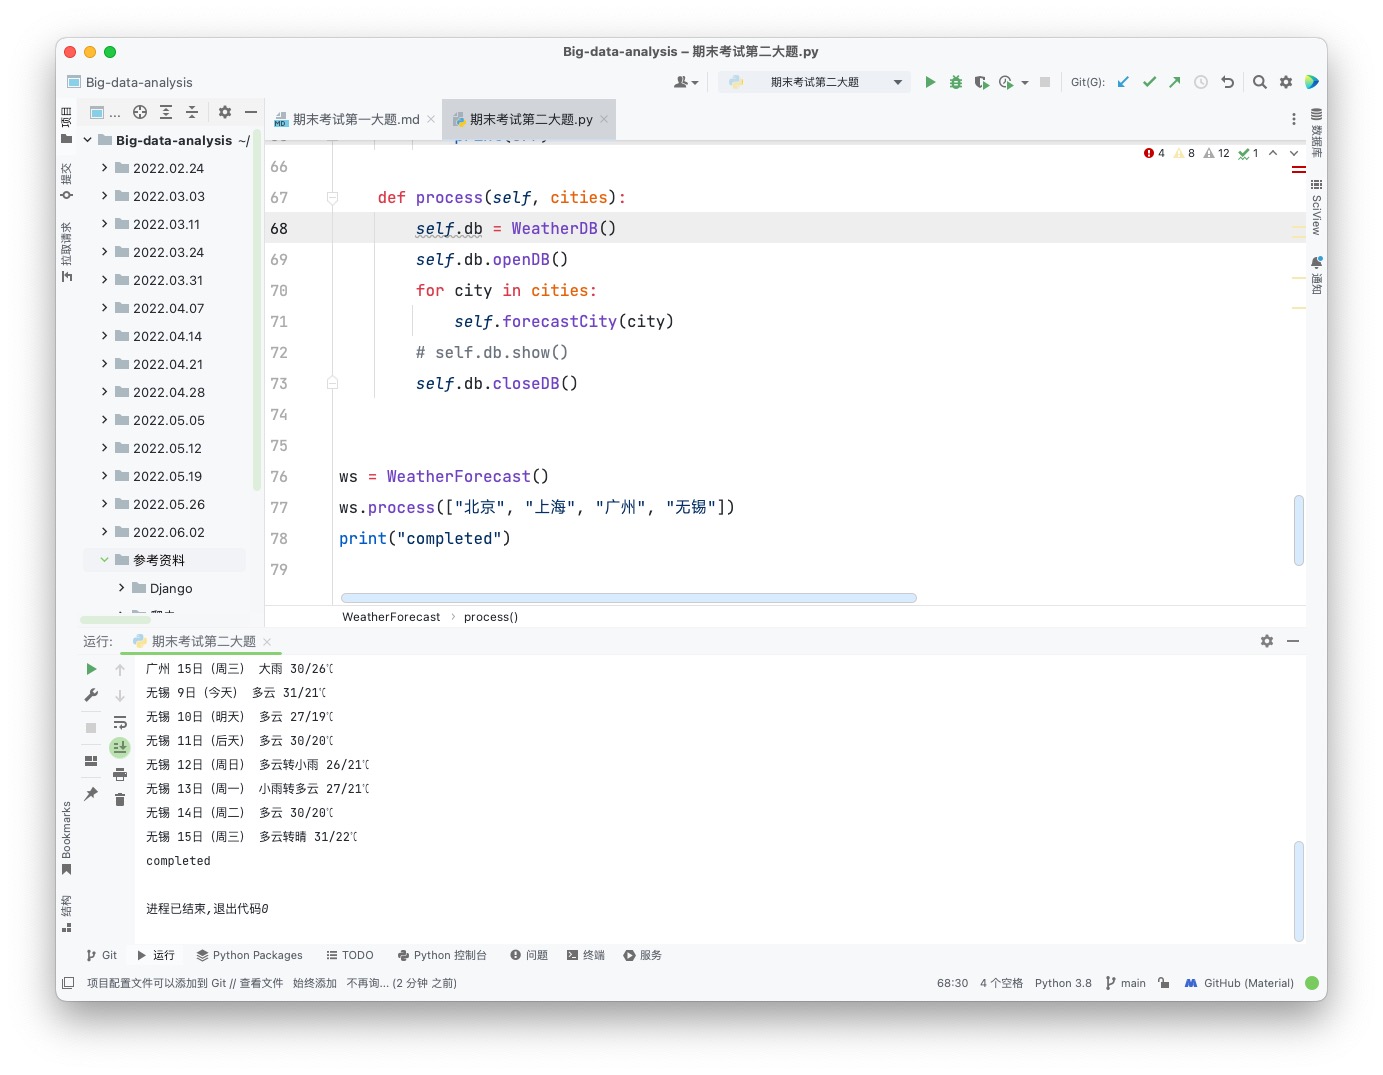 Big-data-analysis – 期末考试第二大题.py
Big-data-analysis
期末考试第二大题
Git(G):
项目
提交
拉取请求
Bookmarks
结构
...
Big-data-analysis ~/
2022.02.24
2022.03.03
2022.03.11
2022.03.24
2022.03.31
2022.04.07
2022.04.14
2022.04.21
2022.04.28
2022.05.05
2022.05.12
2022.05.19
2022.05.26
2022.06.02
参考资料
Django
期末考试第一大题.md
期末考试第二大题.py
4 8 12 1
66
67 def process(self, cities):
68 self.db = WeatherDB()
69 self.db.openDB()
70 for city in cities:
71 self.forecastCity(city)
72 # self.db.show()
73 self.db.closeDB()
74
75
76 ws = WeatherForecast()
77 ws.process(["北京", "上海", "广州", "无锡"])
78 print("completed")
79
WeatherForecast › process()
数据库
SciView
通知
运行: 期末考试第二大题
广州 15日（周三） 大雨 30/26℃
无锡 9日（今天） 多云 31/21℃
无锡 10日（明天） 多云 27/19℃
无锡 11日（后天） 多云 30/20℃
无锡 12日（周日） 多云转小雨 26/21℃
无锡 13日（周一） 小雨转多云 27/21℃
无锡 14日（周二） 多云 30/20℃
无锡 15日（周三） 多云转晴 31/22℃
completed
进程已结束,退出代码0
Git 运行 Python Packages TODO Python 控制台 问题 终端 服务
项目配置文件可以添加到 Git // 查看文件 始终添加 不再询... (2 分钟 之前) 68:30 4 个空格 Python 3.8 main GitHub (Material)